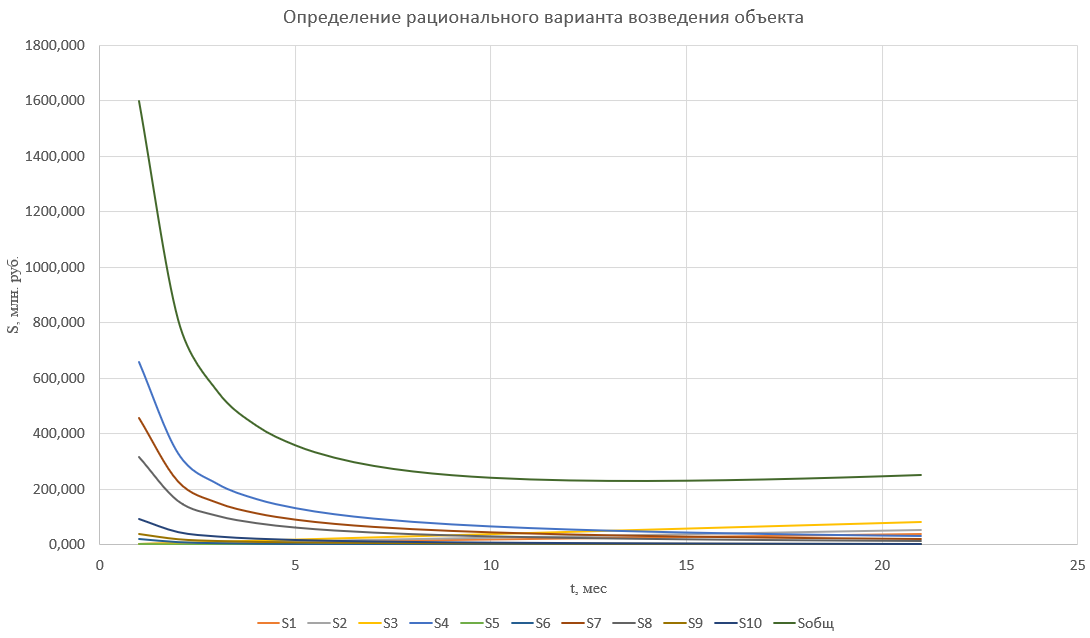 Определение рационального варианта возведения объекта
1800,000
1600,000
1400,000
1200,000
1000,000
800,000
600,000
400,000
200,000
0,000
S, млн. руб.
0 5 10 15 20 25
t, мес
S1 S2 S3 S4 S5 S6 S7 S8 S9 S10 Sобщ